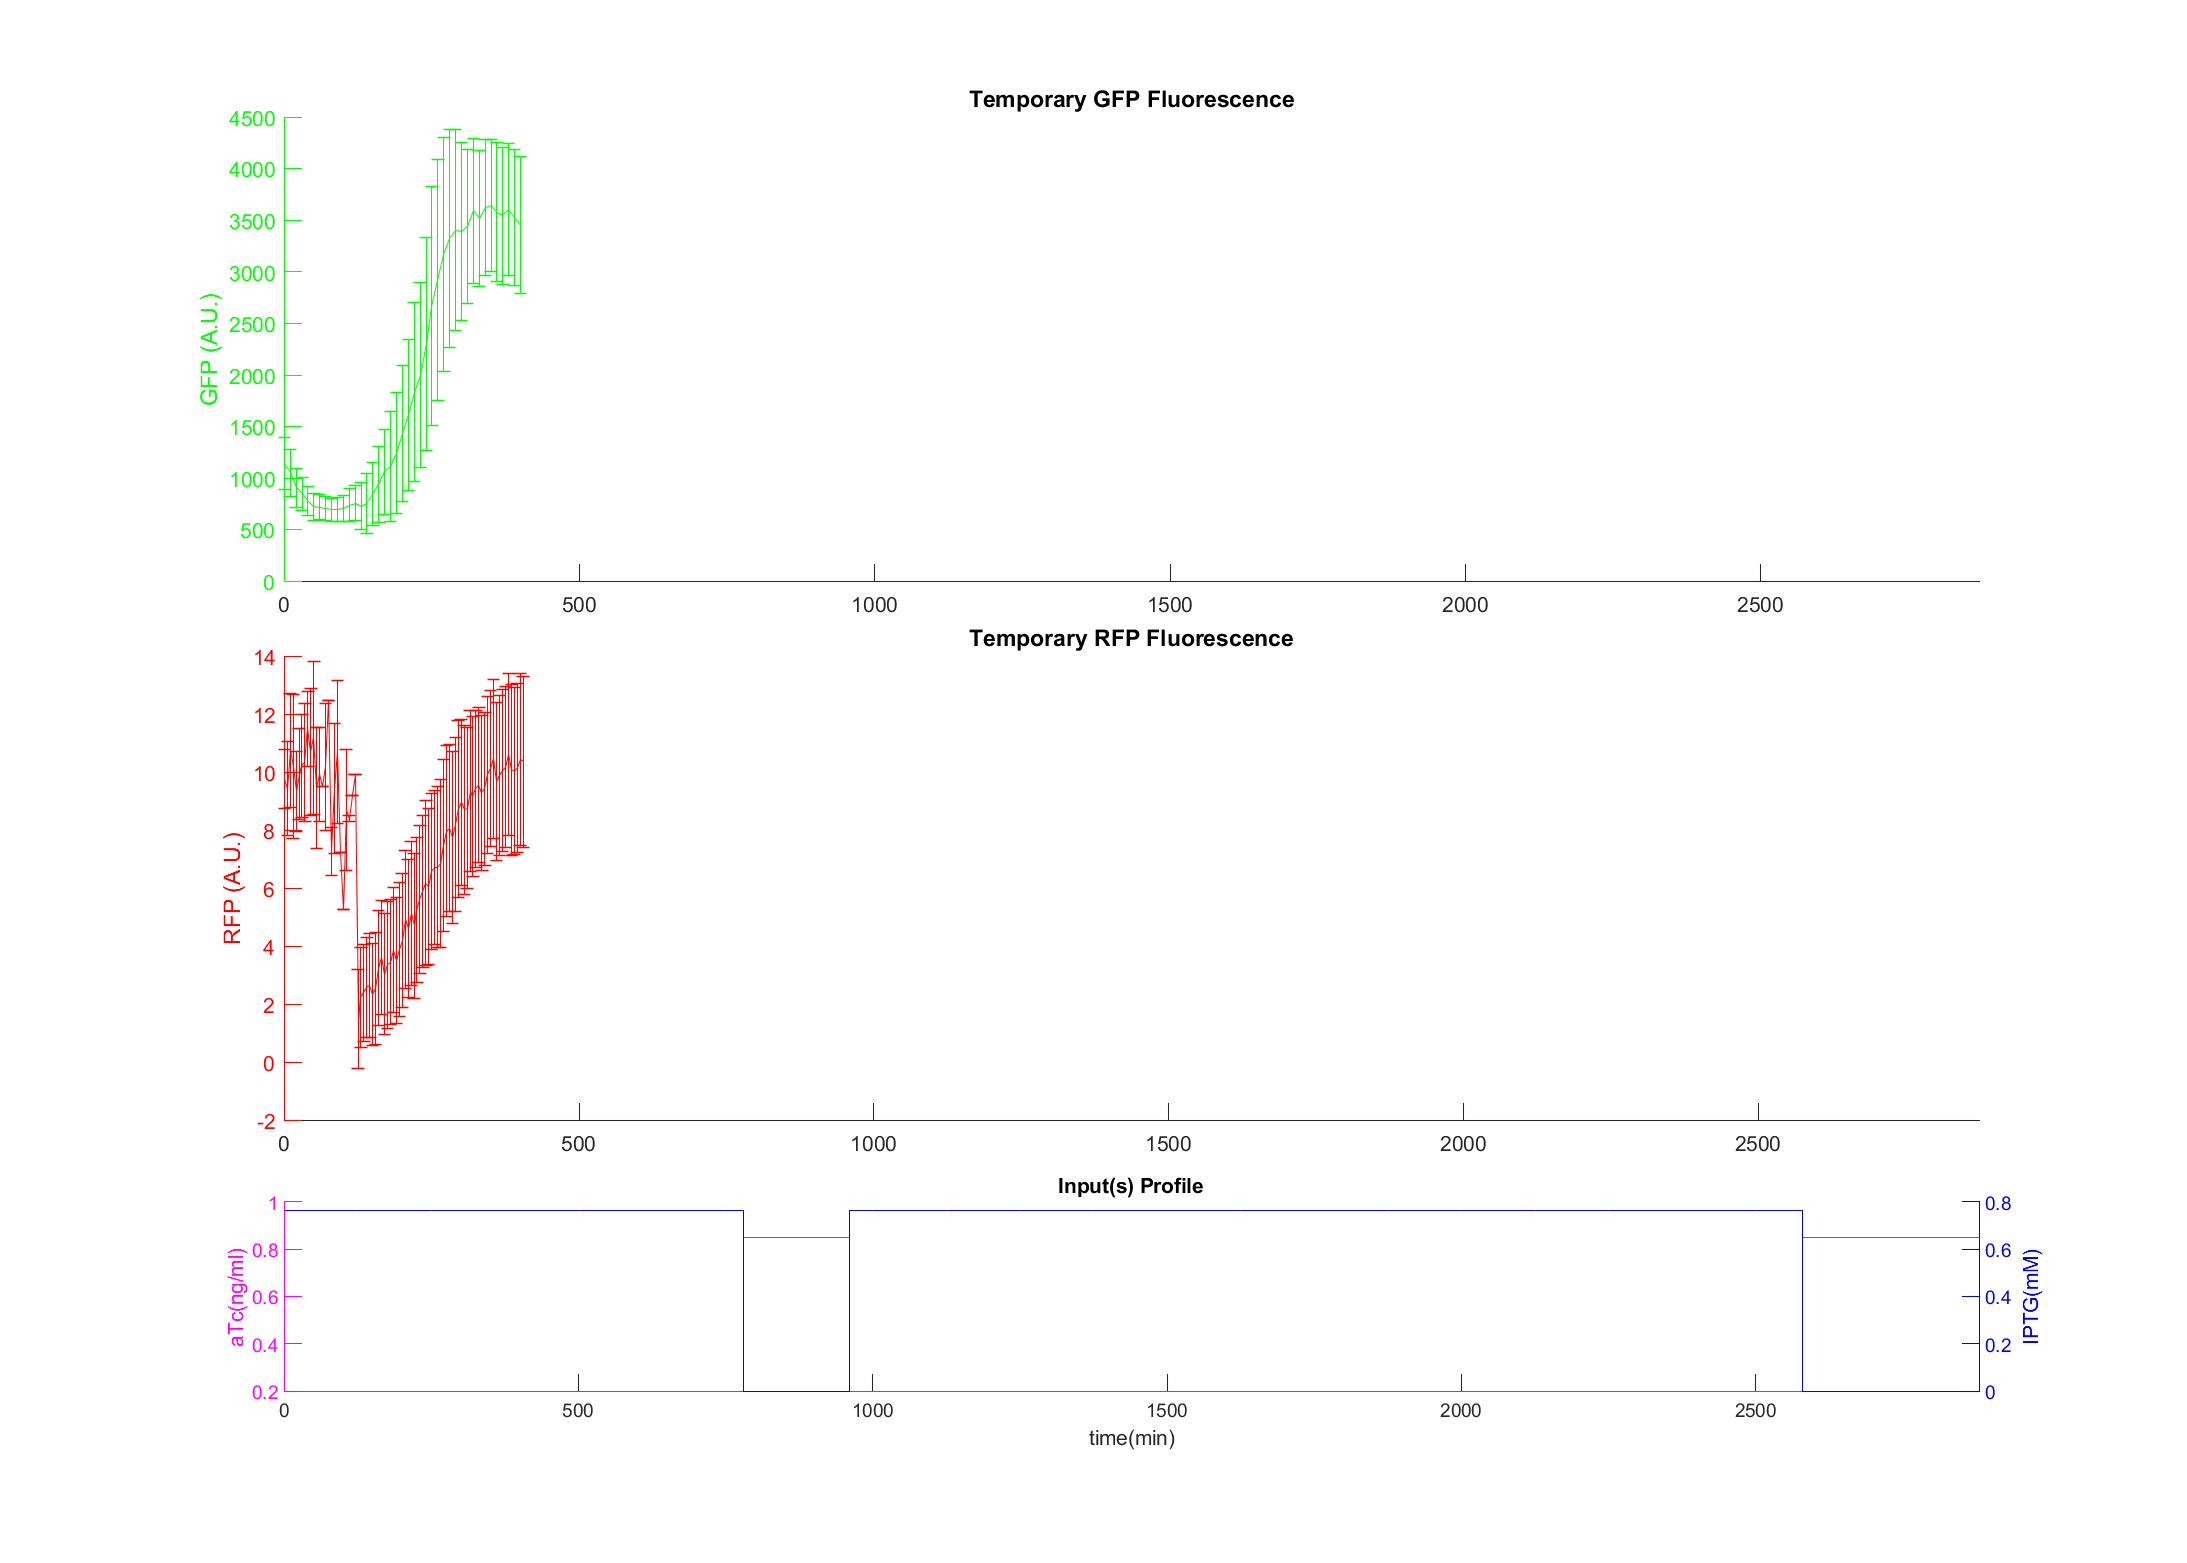 Temporary GFP Fluorescence
4500
4000
3500
3000
2500
2000
1500
1000
500
0
GFP (A.U.)
0 500 1000 1500 2000 2500
Temporary RFP Fluorescence
14
12
10
8
6
4
2
0
-2
RFP (A.U.)
0 500 1000 1500 2000 2500
Input(s) Profile
1
0.8
0.6
0.4
0.2
aTc(ng/ml)
0.8
0.6
0.4
0.2
0
IPTG(mM)
0 500 1000 1500 2000 2500
time(min)